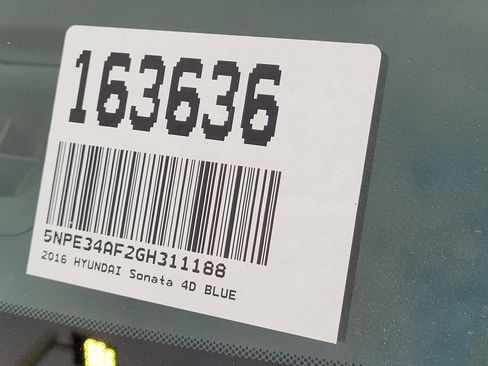 163636
5NPE34AF2GH311188
2016 HYUNDAI Sonata 4D BLUE